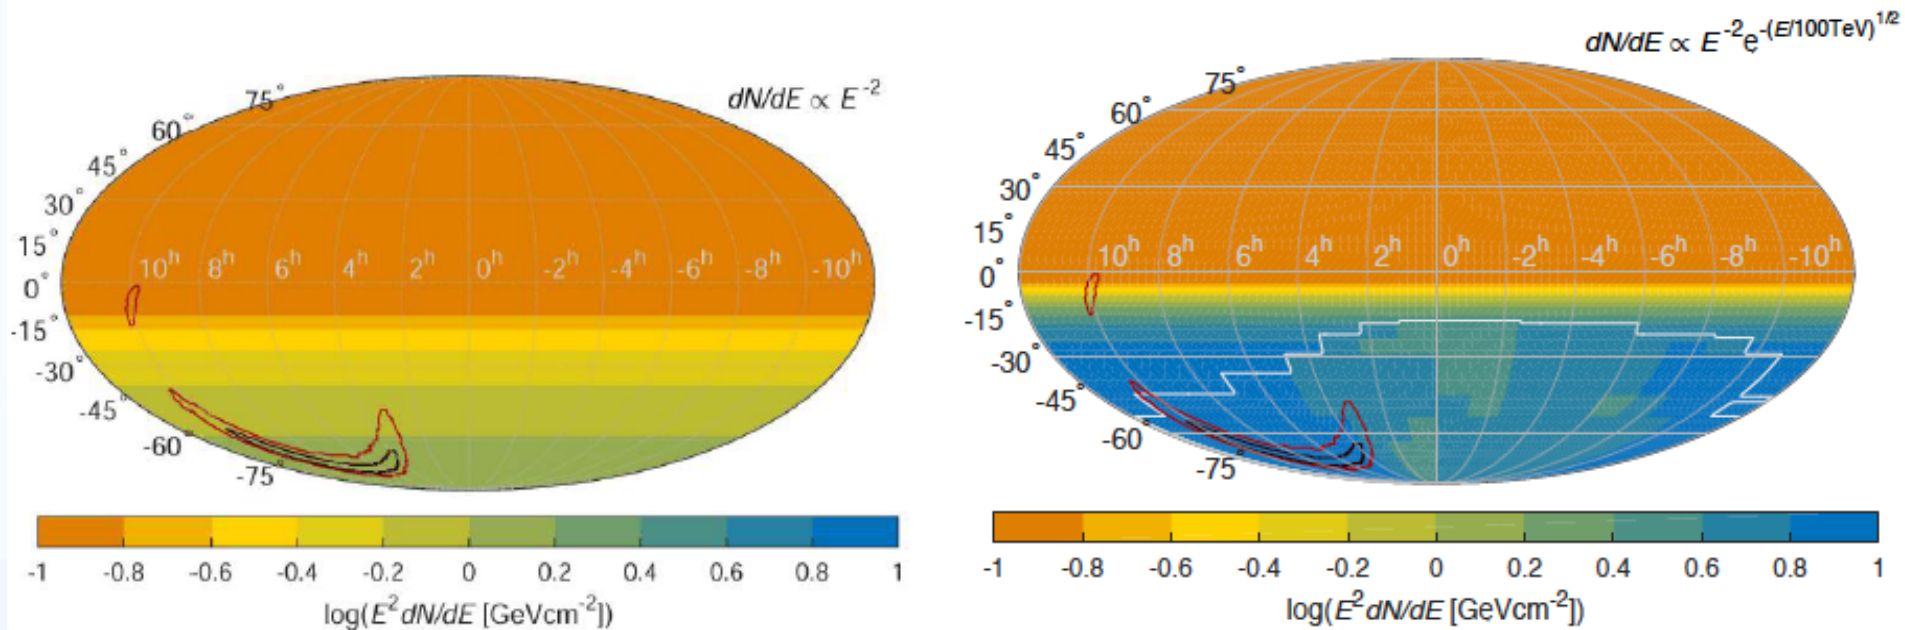 dN/dE ∝ E⁻²
75°
60°
45°
30°
15°
0°
-15°
-30°
-45°
-60°
-75°
10ʰ 8ʰ 6ʰ 4ʰ 2ʰ 0ʰ -2ʰ -4ʰ -6ʰ -8ʰ -10ʰ
-1 -0.8 -0.6 -0.4 -0.2 0 0.2 0.4 0.6 0.8 1
log(E² dN/dE [GeVcm⁻²])
dN/dE ∝ E⁻²e^-(E/100TeV)^1/2
75°
60°
45°
30°
15°
0°
-15°
-30°
-45°
-60°
-75°
10ʰ 8ʰ 6ʰ 4ʰ 2ʰ 0ʰ -2ʰ -4ʰ -6ʰ -8ʰ -10ʰ
-1 -0.8 -0.6 -0.4 -0.2 0 0.2 0.4 0.6 0.8 1
log(E² dN/dE [GeVcm⁻²])